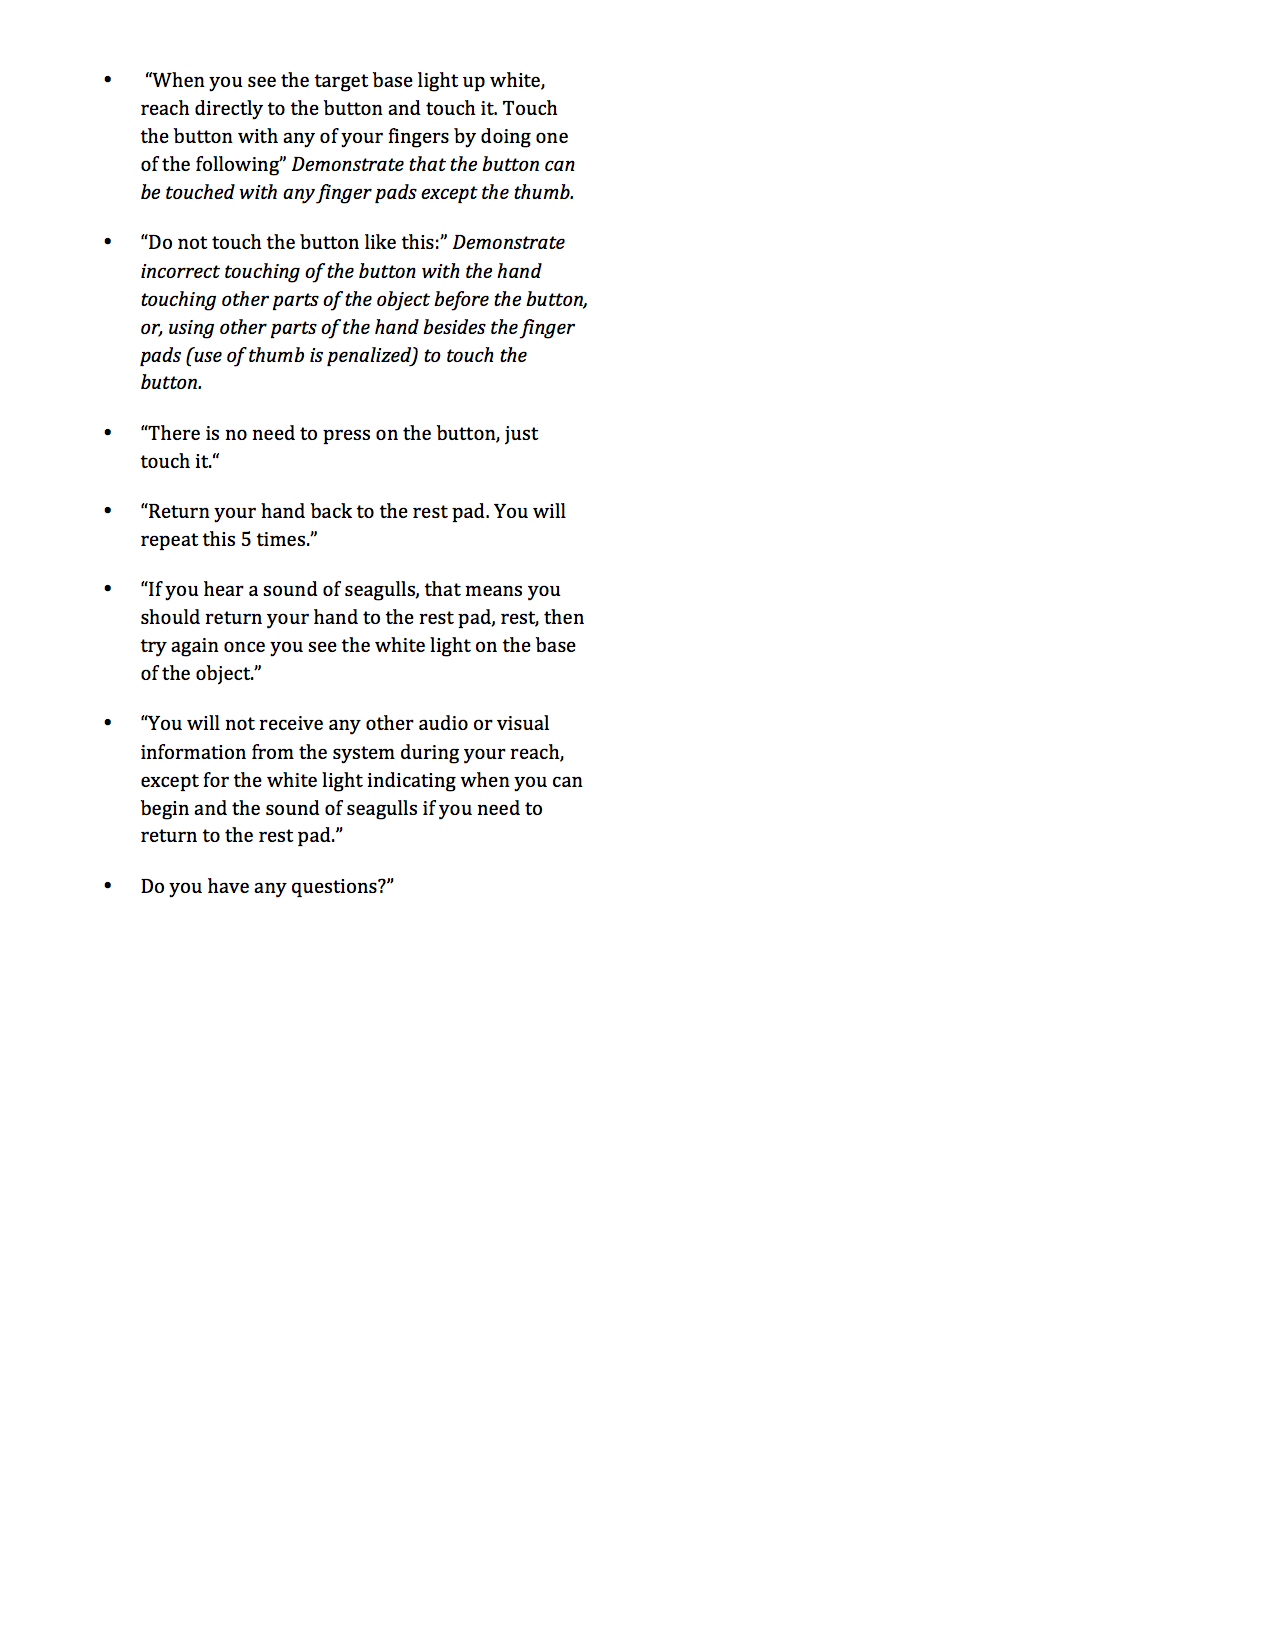 • “When you see the target base light up white,
reach directly to the button and touch it. Touch
the button with any of your fingers by doing one
of the following” Demonstrate that the button can
be touched with any finger pads except the thumb.
• “Do not touch the button like this:” Demonstrate
incorrect touching of the button with the hand
touching other parts of the object before the button,
or, using other parts of the hand besides the finger
pads (use of thumb is penalized) to touch the
button.
• “There is no need to press on the button, just
touch it.“
• “Return your hand back to the rest pad. You will
repeat this 5 times.”
• “If you hear a sound of seagulls, that means you
should return your hand to the rest pad, rest, then
try again once you see the white light on the base
of the object.”
• “You will not receive any other audio or visual
information from the system during your reach,
except for the white light indicating when you can
begin and the sound of seagulls if you need to
return to the rest pad.”
• Do you have any questions?”